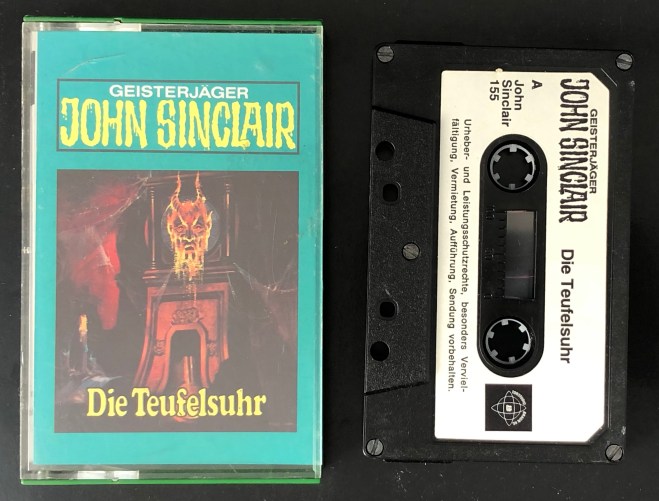 GEISTERJÄGER
JOHN SINCLAIR
Die Teufelsuhr
GEISTERJÄGER
JOHN SINCLAIR
Die Teufelsuhr
A
John
Sinclair
155
Urheber- und Leistungsschutzrechte, besonders Verviel-
fältigung, Vermietung, Aufführung, Sendung vorbehalten.